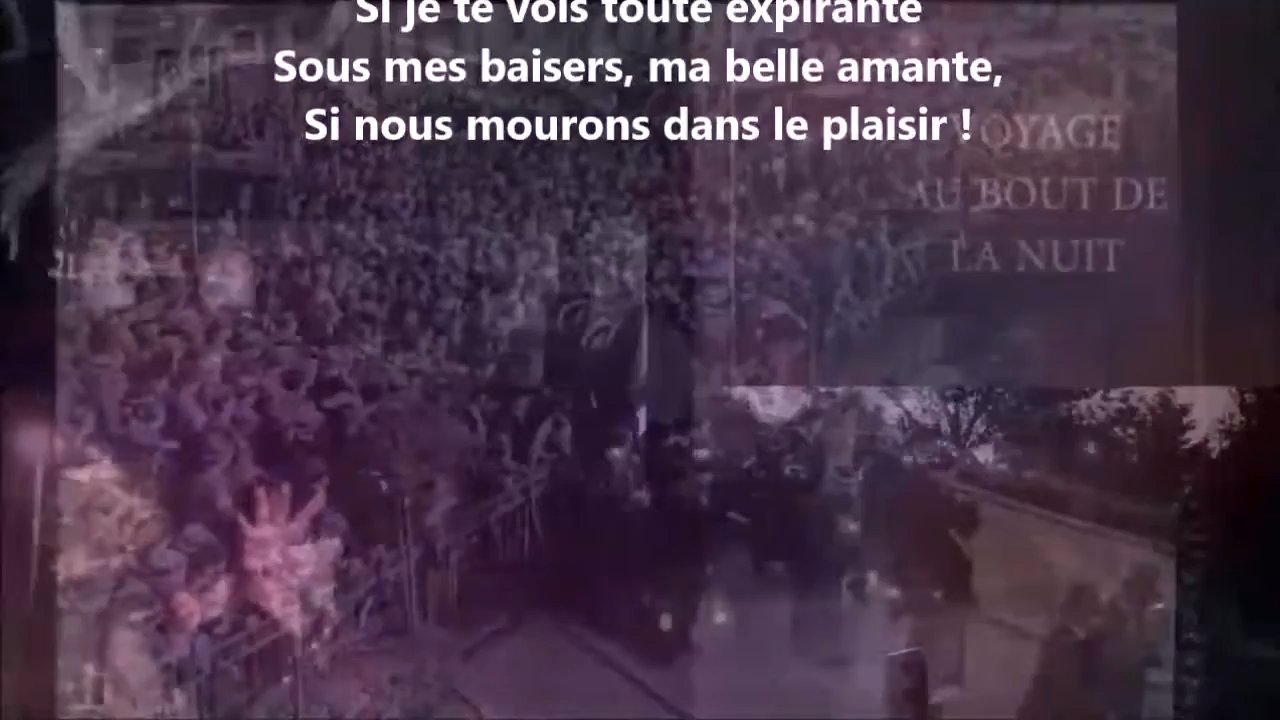 Si je te vois toute expirante
Sous mes baisers, ma belle amante,
Si nous mourons dans le plaisir !
OYAGE
AU BOUT DE
LA NUIT